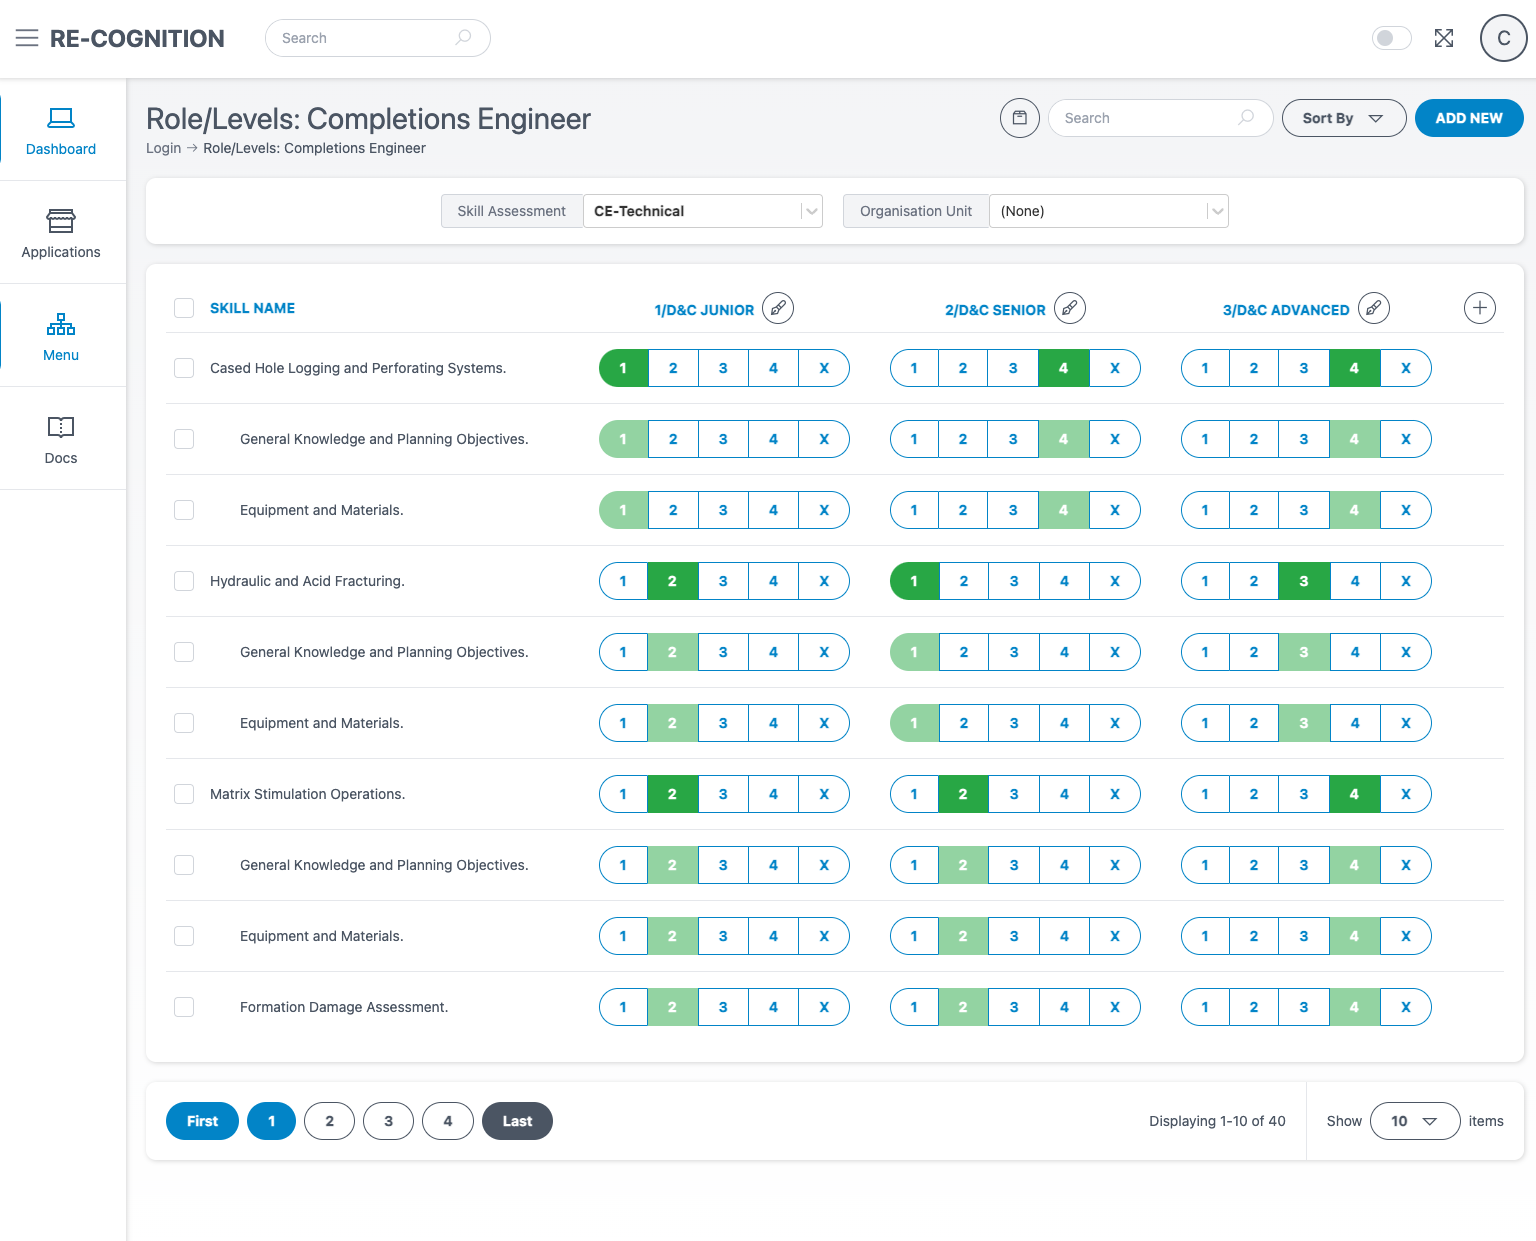 RE-COGNITION
Search
C
Dashboard
Applications
Menu
Docs
Role/Levels: Completions Engineer
Login → Role/Levels: Completions Engineer
Search
Sort By
ADD NEW
Skill Assessment CE-Technical
Organisation Unit (None)
SKILL NAME 1/D&C JUNIOR 2/D&C SENIOR 3/D&C ADVANCED
Cased Hole Logging and Perforating Systems. 1 2 3 4 X 1 2 3 4 X 1 2 3 4 X
General Knowledge and Planning Objectives. 1 2 3 4 X 1 2 3 4 X 1 2 3 4 X
Equipment and Materials. 1 2 3 4 X 1 2 3 4 X 1 2 3 4 X
Hydraulic and Acid Fracturing. 1 2 3 4 X 1 2 3 4 X 1 2 3 4 X
General Knowledge and Planning Objectives. 1 2 3 4 X 1 2 3 4 X 1 2 3 4 X
Equipment and Materials. 1 2 3 4 X 1 2 3 4 X 1 2 3 4 X
Matrix Stimulation Operations. 1 2 3 4 X 1 2 3 4 X 1 2 3 4 X
General Knowledge and Planning Objectives. 1 2 3 4 X 1 2 3 4 X 1 2 3 4 X
Equipment and Materials. 1 2 3 4 X 1 2 3 4 X 1 2 3 4 X
Formation Damage Assessment. 1 2 3 4 X 1 2 3 4 X 1 2 3 4 X
First 1 2 3 4 Last Displaying 1-10 of 40 Show 10 items